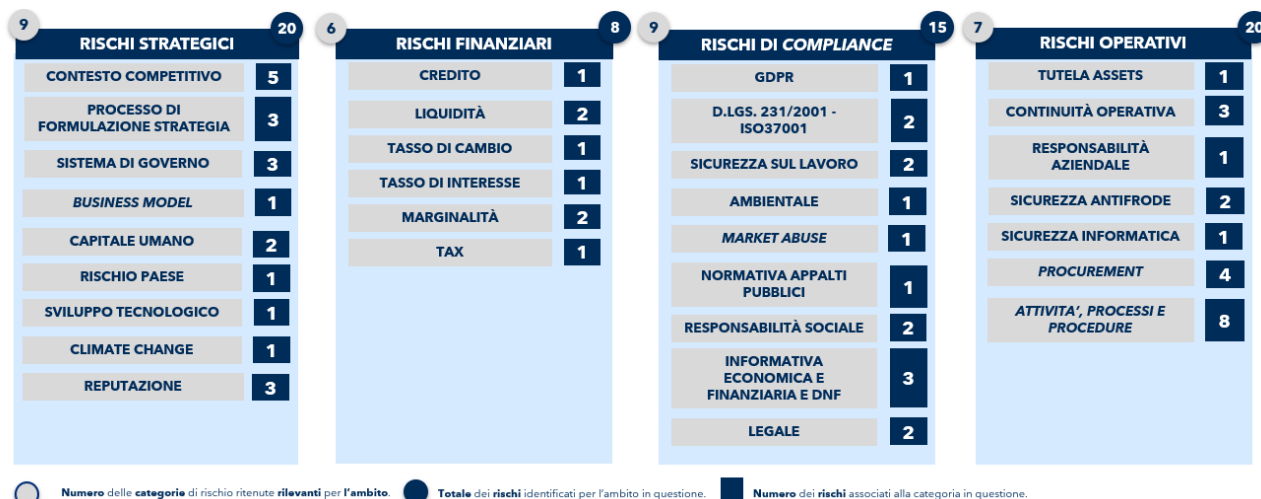 9
RISCHI STRATEGICI
20
CONTESTO COMPETITIVO 5
PROCESSO DI
FORMULAZIONE STRATEGIA 3
SISTEMA DI GOVERNO 3
BUSINESS MODEL 1
CAPITALE UMANO 2
RISCHIO PAESE 1
SVILUPPO TECNOLOGICO 1
CLIMATE CHANGE 1
REPUTAZIONE 3
6
RISCHI FINANZIARI
8
CREDITO 1
LIQUIDITÀ 2
TASSO DI CAMBIO 1
TASSO DI INTERESSE 1
MARGINALITÀ 2
TAX 1
9
RISCHI DI COMPLIANCE
15
GDPR 1
D.LGS. 231/2001 -
ISO37001 2
SICUREZZA SUL LAVORO 2
AMBIENTALE 1
MARKET ABUSE 1
NORMATIVA APPALTI
PUBBLICI 1
RESPONSABILITÀ SOCIALE 2
INFORMATIVA
ECONOMICA E
FINANZIARIA E DNF 3
LEGALE 2
7
RISCHI OPERATIVI
20
TUTELA ASSETS 1
CONTINUITÀ OPERATIVA 3
RESPONSABILITÀ
AZIENDALE 1
SICUREZZA ANTIFRODE 2
SICUREZZA INFORMATICA 1
PROCUREMENT 4
ATTIVITA', PROCESSI E
PROCEDURE 8
Numero delle categorie di rischio ritenute rilevanti per l'ambito.
Totale dei rischi identificati per l'ambito in questione.
Numero dei rischi associati alla categoria in questione.